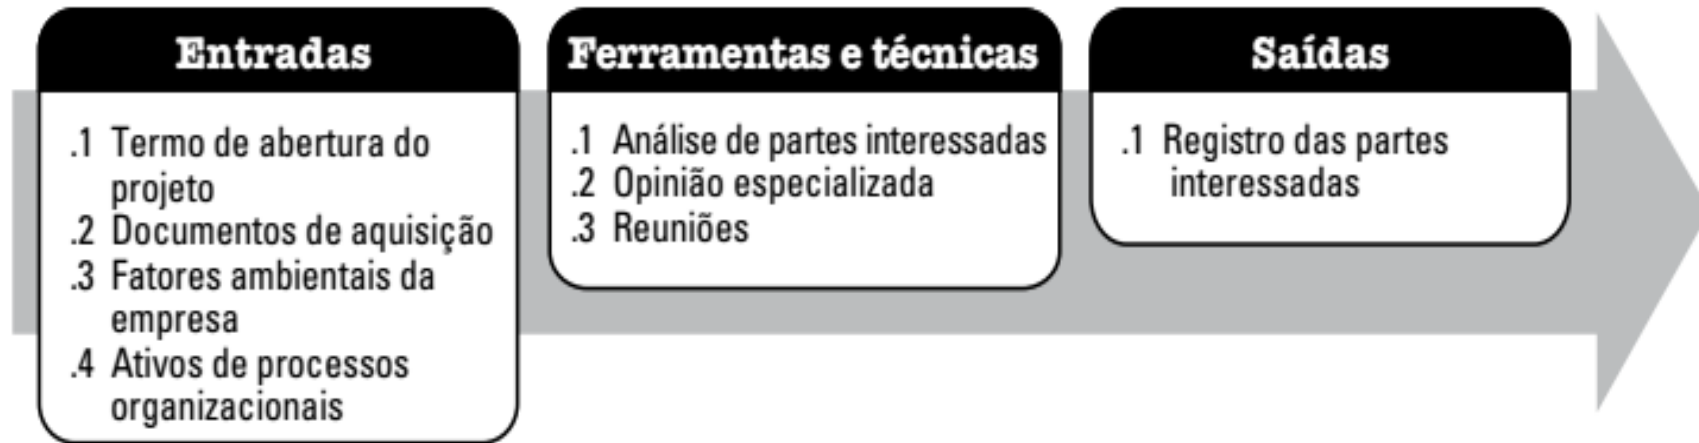 Entradas
.1 Termo de abertura do
projeto
.2 Documentos de aquisição
.3 Fatores ambientais da
empresa
.4 Ativos de processos
organizacionais
Ferramentas e técnicas
.1 Análise de partes interessadas
.2 Opinião especializada
.3 Reuniões
Saídas
.1 Registro das partes
interessadas